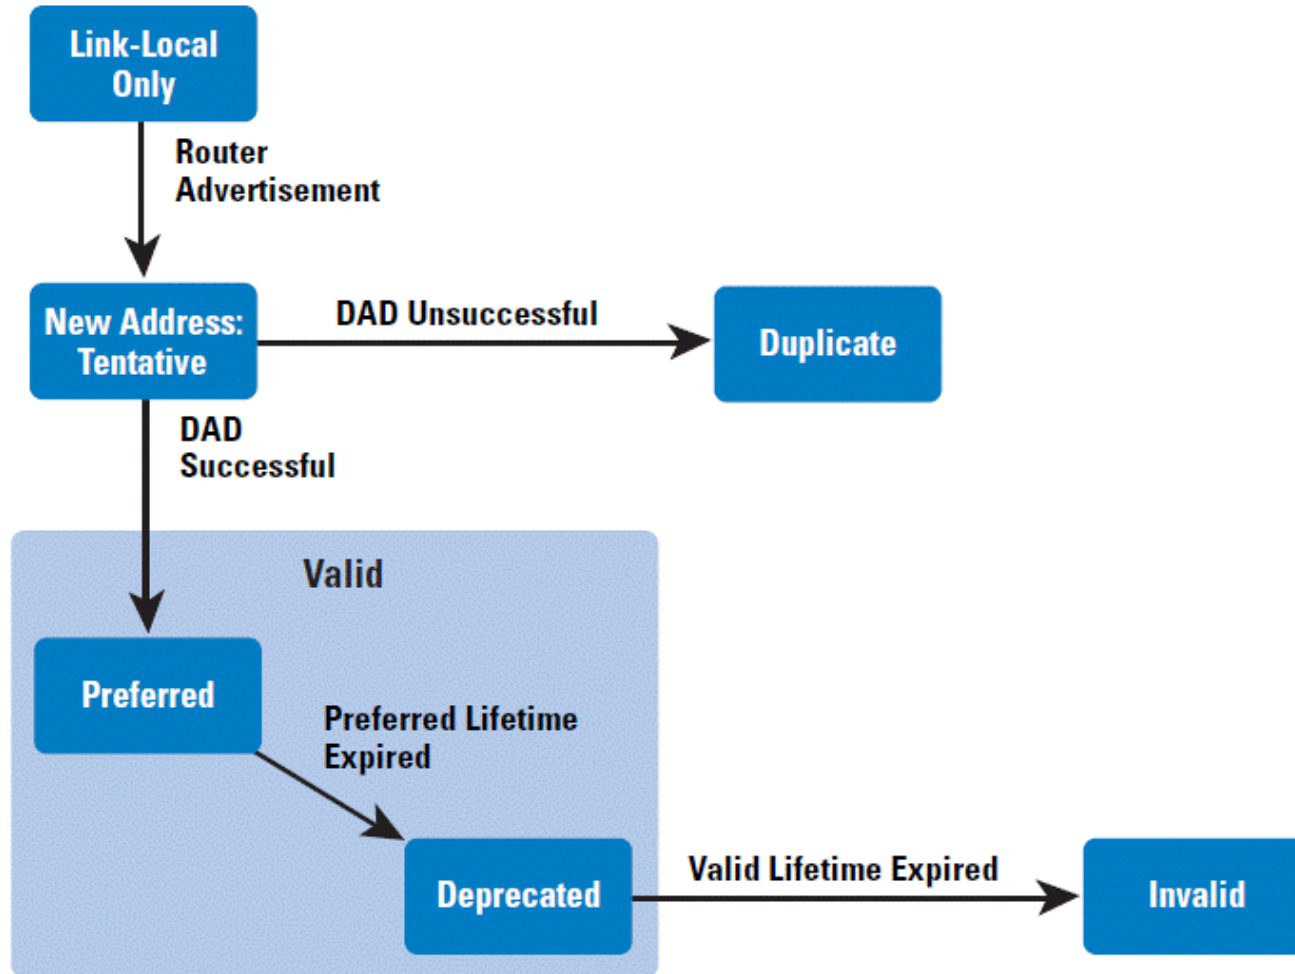 Link-Local
Only
Router
Advertisement
New Address:
Tentative
DAD Unsuccessful
Duplicate
DAD
Successful
Valid
Preferred
Preferred Lifetime
Expired
Deprecated
Valid Lifetime Expired
Invalid